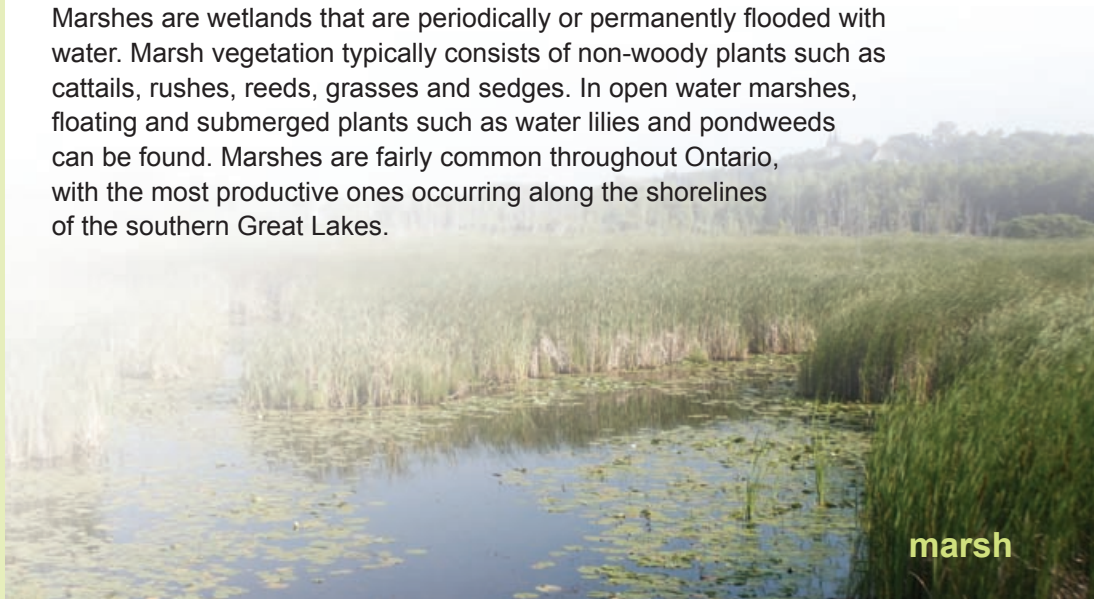 Marshes are wetlands that are periodically or permanently flooded with
water. Marsh vegetation typically consists of non-woody plants such as
cattails, rushes, reeds, grasses and sedges. In open water marshes,
floating and submerged plants such as water lilies and pondweeds
can be found. Marshes are fairly common throughout Ontario,
with the most productive ones occurring along the shorelines
of the southern Great Lakes.
marsh